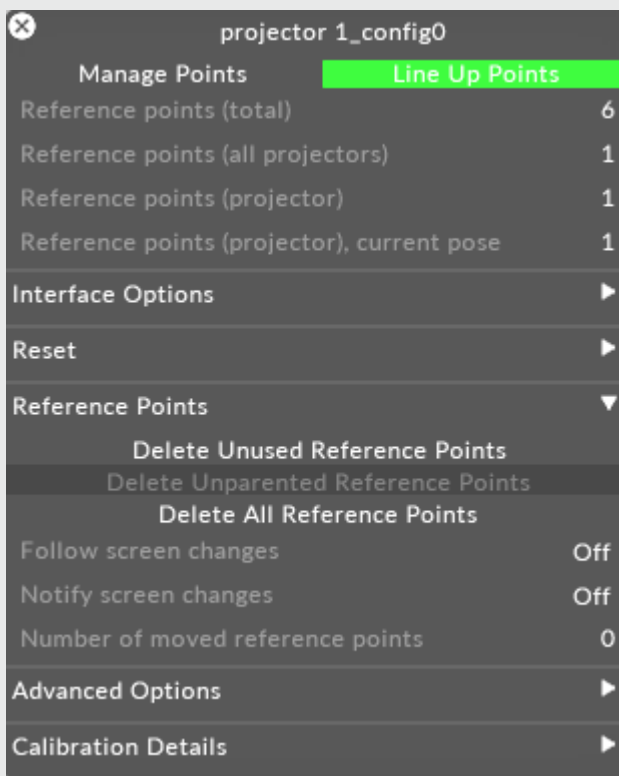 projector 1_config0
Manage Points Line Up Points
Reference points (total) 6
Reference points (all projectors) 1
Reference points (projector) 1
Reference points (projector), current pose 1
Interface Options
Reset
Reference Points
Delete Unused Reference Points
Delete Unparented Reference Points
Delete All Reference Points
Follow screen changes Off
Notify screen changes Off
Number of moved reference points 0
Advanced Options
Calibration Details